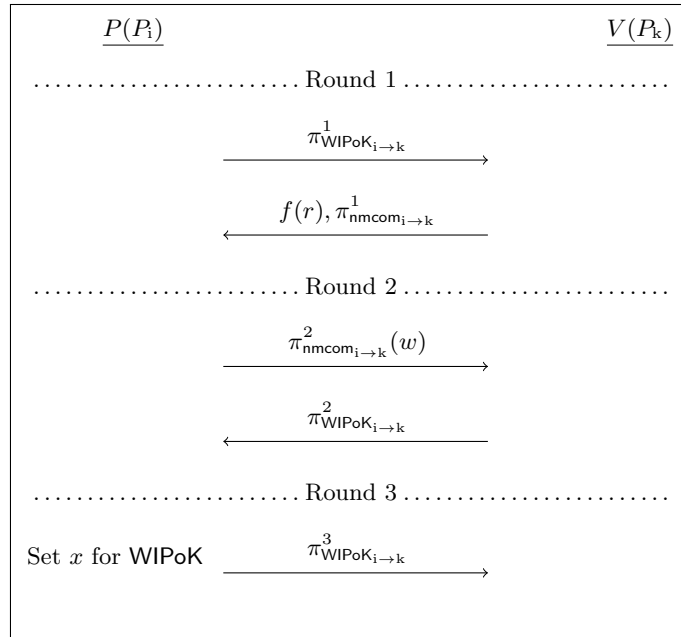 P(P_i) V(P_k)
........................ Round 1 ........................
π^1_{WIPoK_{i→k}}
f(r), π^1_{nmcom_{i→k}}
........................ Round 2 ........................
π^2_{nmcom_{i→k}}(w)
π^2_{WIPoK_{i→k}}
........................ Round 3 ........................
Set x for WIPoK π^3_{WIPoK_{i→k}}